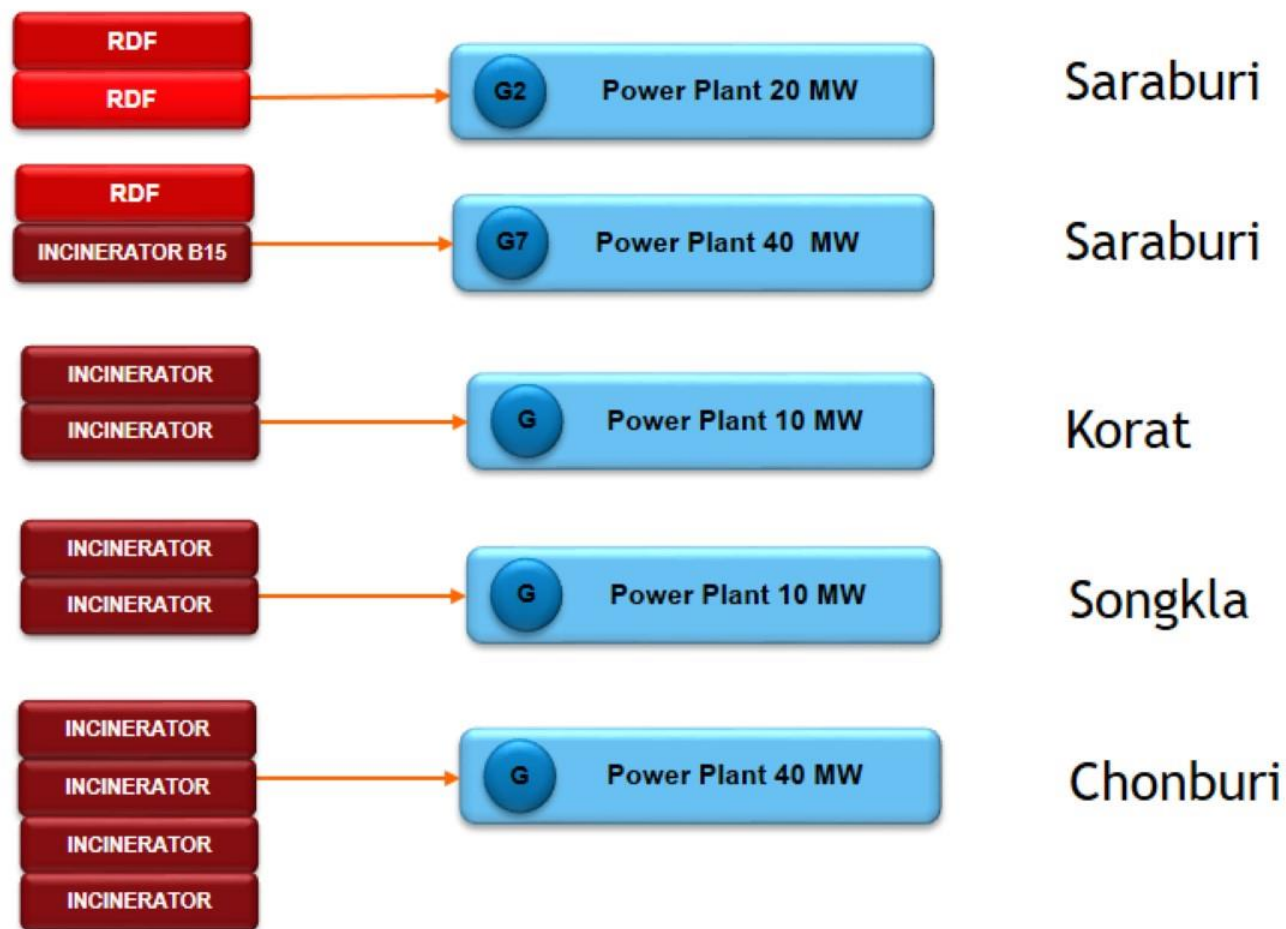 RDF
RDF
G2 Power Plant 20 MW
Saraburi
RDF
INCINERATOR B15
G7 Power Plant 40 MW
Saraburi
INCINERATOR
INCINERATOR
G Power Plant 10 MW
Korat
INCINERATOR
INCINERATOR
G Power Plant 10 MW
Songkla
INCINERATOR
INCINERATOR
INCINERATOR
INCINERATOR
G Power Plant 40 MW
Chonburi